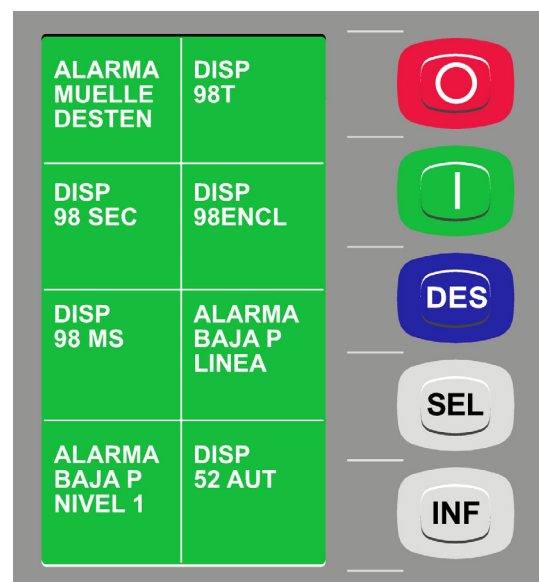 ALARMA
MUELLE
DESTEN
DISP
98T
DISP
98 SEC
DISP
98ENCL
DISP
98 MS
ALARMA
BAJA P
LINEA
ALARMA
BAJA P
NIVEL 1
DISP
52 AUT
O
I
DES
SEL
INF